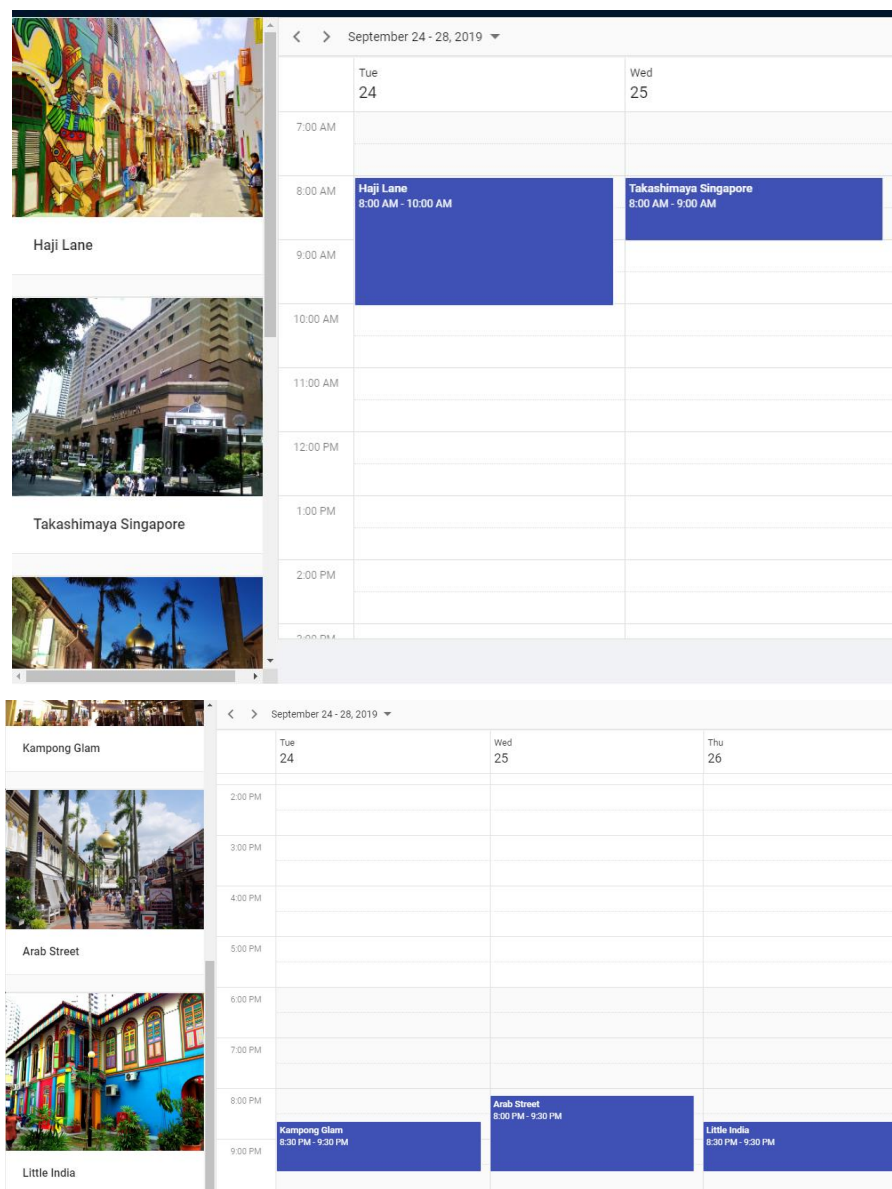 September 24 - 28, 2019
Tue
24
Wed
25
7:00 AM
8:00 AM
Haji Lane
8:00 AM - 10:00 AM
Takashimaya Singapore
8:00 AM - 9:00 AM
Haji Lane
9:00 AM
10:00 AM
11:00 AM
12:00 PM
1:00 PM
Takashimaya Singapore
2:00 PM
3:00 PM
September 24 - 28, 2019
Kampong Glam
Tue
24
Wed
25
Thu
26
2:00 PM
3:00 PM
4:00 PM
5:00 PM
Arab Street
6:00 PM
7:00 PM
8:00 PM
Arab Street
8:00 PM - 9:30 PM
Kampong Glam
8:30 PM - 9:30 PM
Little India
8:30 PM - 9:30 PM
9:00 PM
Little India